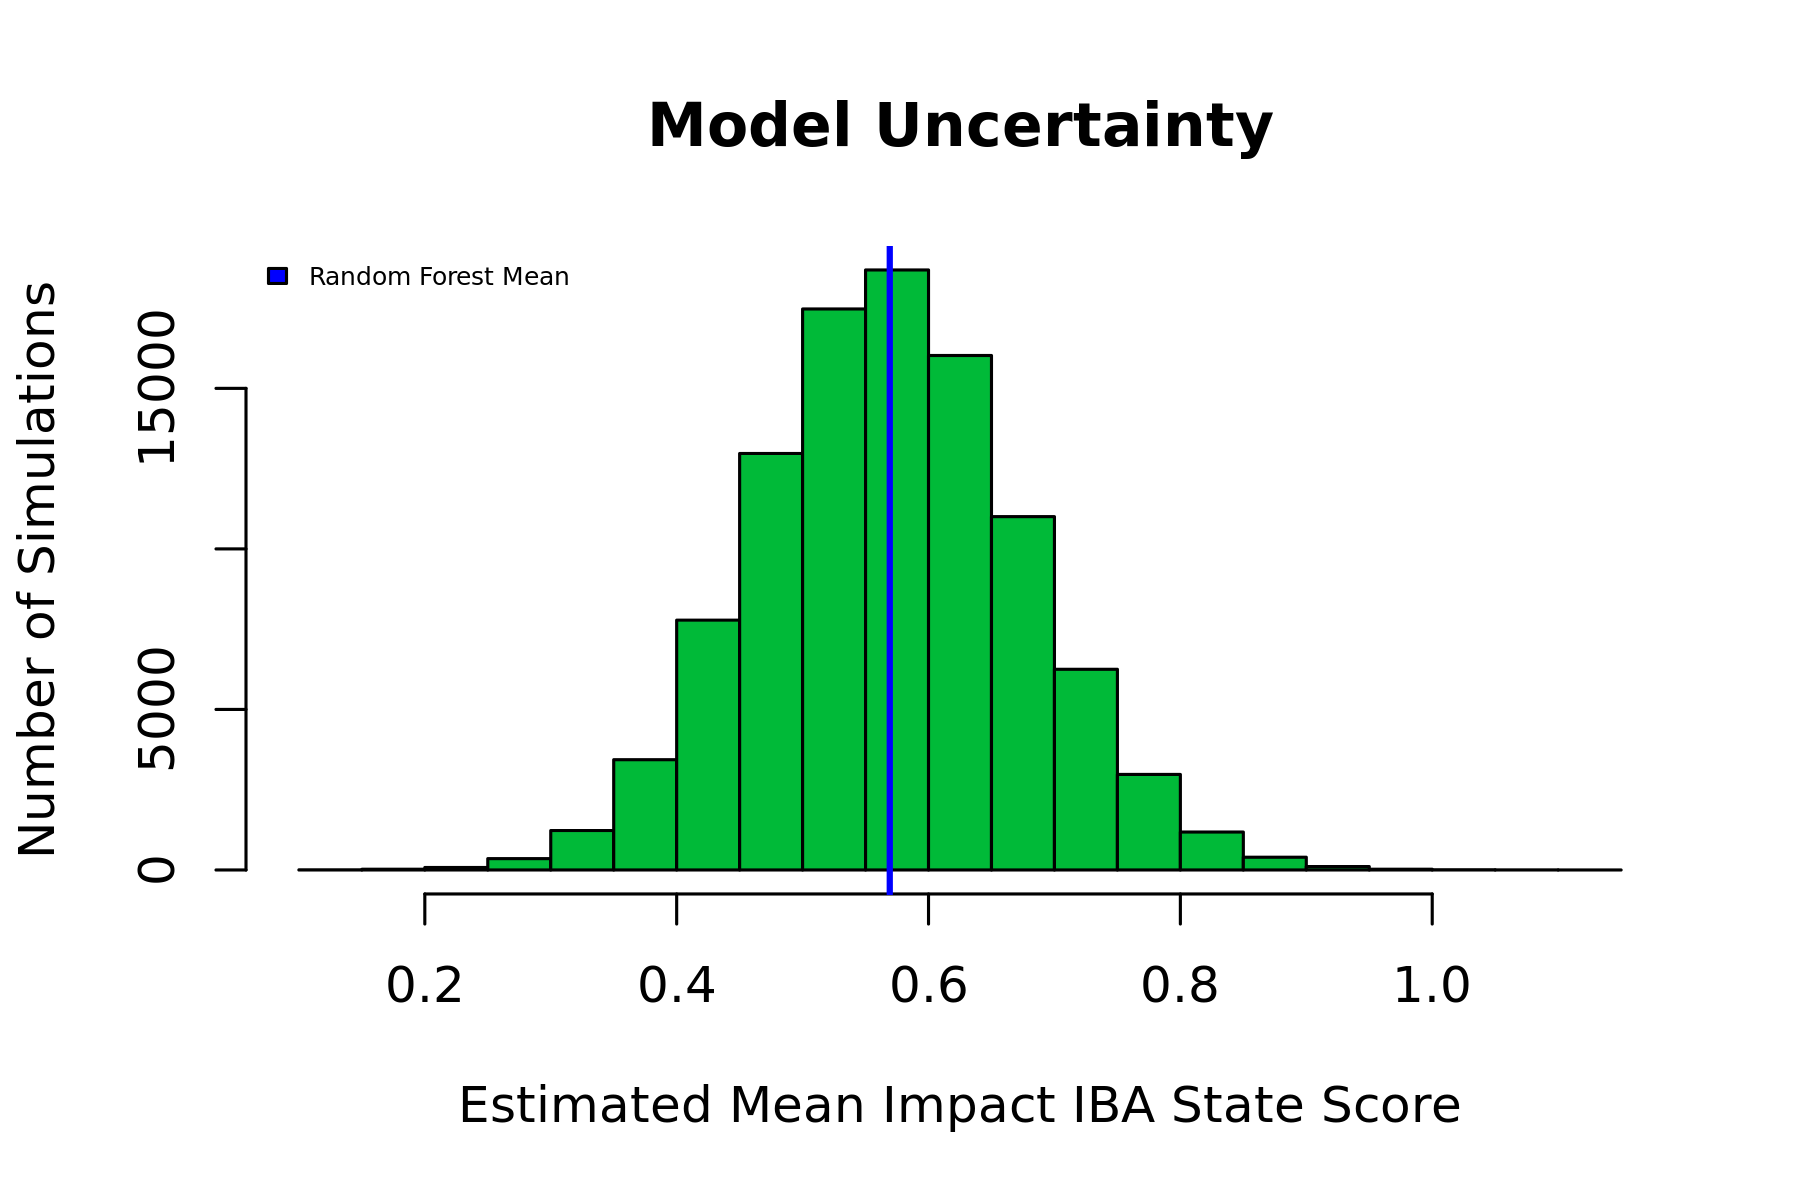 Model Uncertainty
Random Forest Mean
Number of Simulations
15000
5000
0
0.2 0.4 0.6 0.8 1.0
Estimated Mean Impact IBA State Score